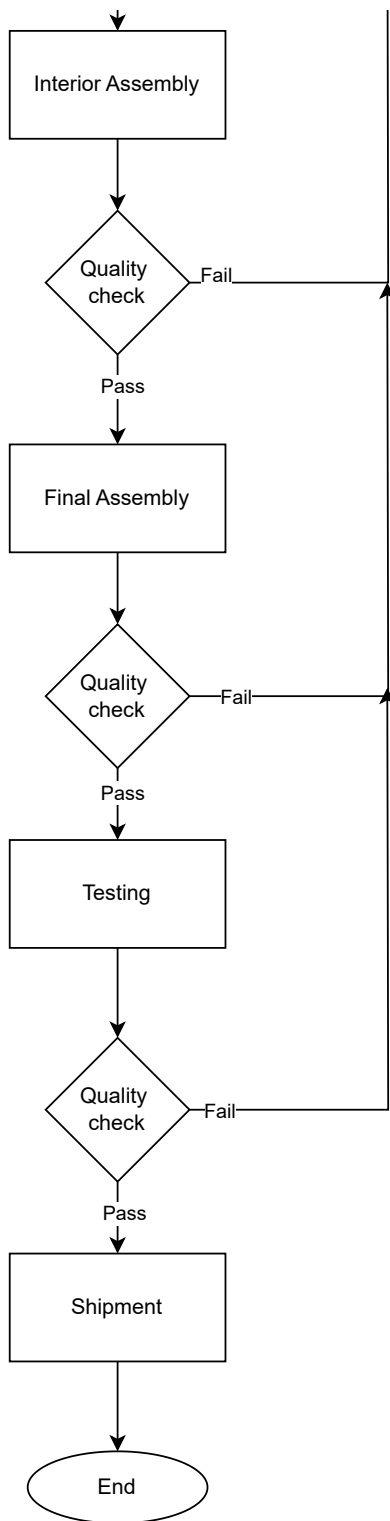 Interior Assembly
Quality
check
Fail
Pass
Final Assembly
Quality
check
Fail
Pass
Testing
Quality
check
Fail
Pass
Shipment
End